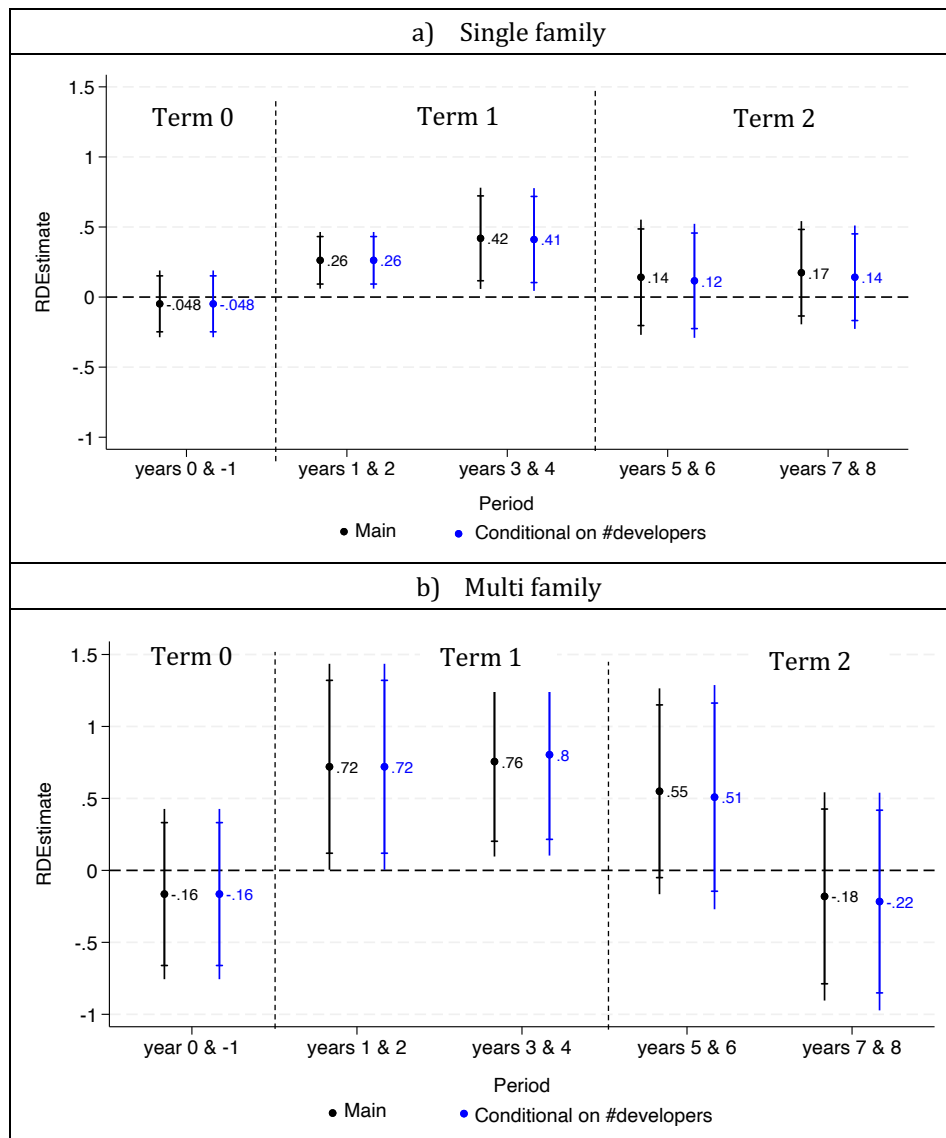 a) Single family
Term 0 Term 1 Term 2
1.5
1
.5
0
-.5
-1
RDEstimate
-.048 -.048 .26 .26 .42 .41 .14 .12 .17 .14
years 0 & -1 years 1 & 2 years 3 & 4 years 5 & 6 years 7 & 8
Period
Main Conditional on #developers
b) Multi family
Term 0 Term 1 Term 2
1.5
1
.5
0
-.5
-1
RDEstimate
-.16 -.16 .72 .72 .76 .8 .55 .51 -.18 -.22
year 0 & -1 years 1 & 2 years 3 & 4 years 5 & 6 years 7 & 8
Period
Main Conditional on #developers